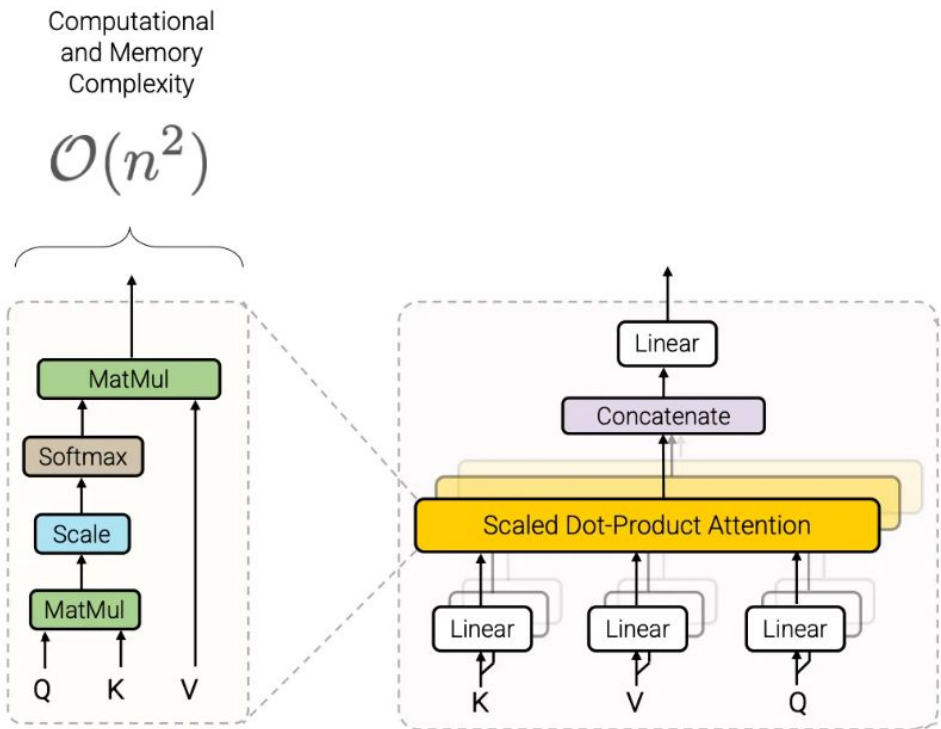 Computational
and Memory
Complexity
O(n²)
MatMul
Softmax
Scale
MatMul
Q K V
Linear
Concatenate
Scaled Dot-Product Attention
Linear Linear Linear
K V Q